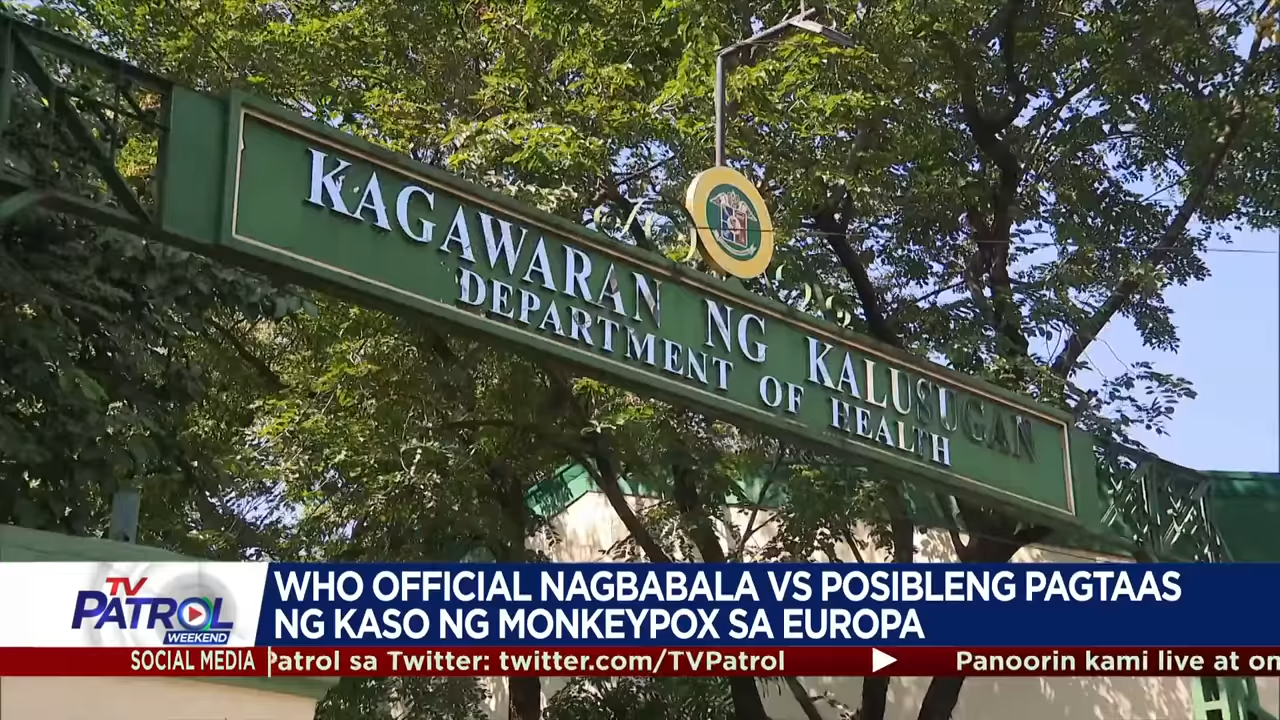 KAGAWARAN NG KALUSUGAN
DEPARTMENT OF HEALTH
TV
PATROL
WEEKEND
WHO OFFICIAL NAGBABALA VS POSIBLENG PAGTAAS
NG KASO NG MONKEYPOX SA EUROPA
SOCIAL MEDIA Patrol sa Twitter: twitter.com/TVPatrol Panoorin kami live at on